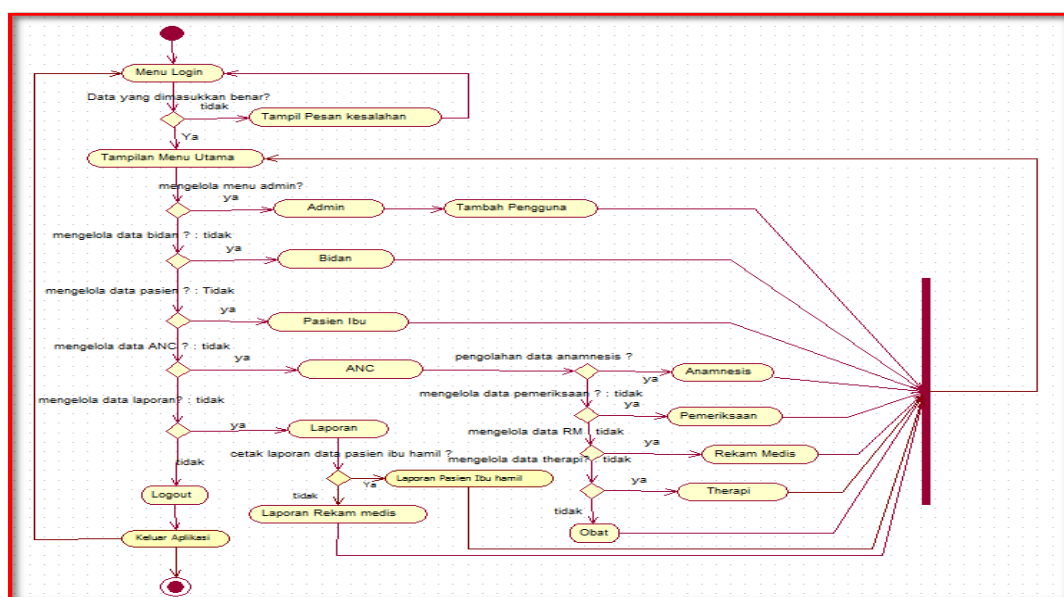 Menu Login
Data yang dimasukkan benar?
tidak
Tampil Pesan kesalahan
Ya
Tampilan Menu Utama
mengelola menu admin?
ya
Admin
Tambah Pengguna
mengelola data bidan ? : tidak
ya
Bidan
mengelola data pasien ? : Tidak
ya
Pasien Ibu
mengelola data ANC ? : tidak
ya
ANC
pengolahan data anamnesis ?
ya
Anamnesis
mengelola data laporan? : tidak
mengelola data pemeriksaan ? : tidak
ya
Pemeriksaan
ya
Laporan
mengelola data RM tidak
ya
Rekam Medis
cetak laporan data pasien ibu hamil ?
mengelola data therapi? : tidak
tidak
Ya
Laporan Pasien Ibu hamil
ya
Therapi
Logout
tidak
Laporan Rekam medis
tidak
Obat
Keluar Aplikasi